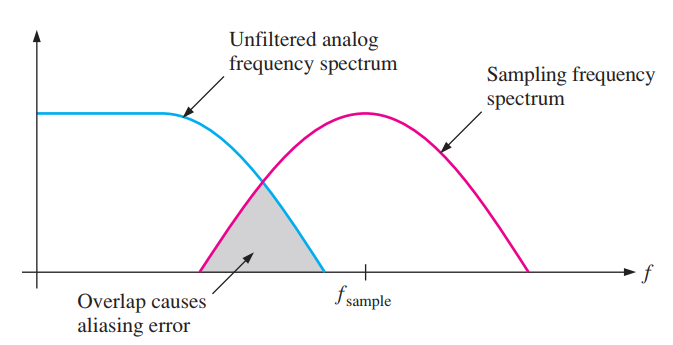 Unfiltered analog
frequency spectrum
Sampling frequency
spectrum
f
f sample
Overlap causes
aliasing error